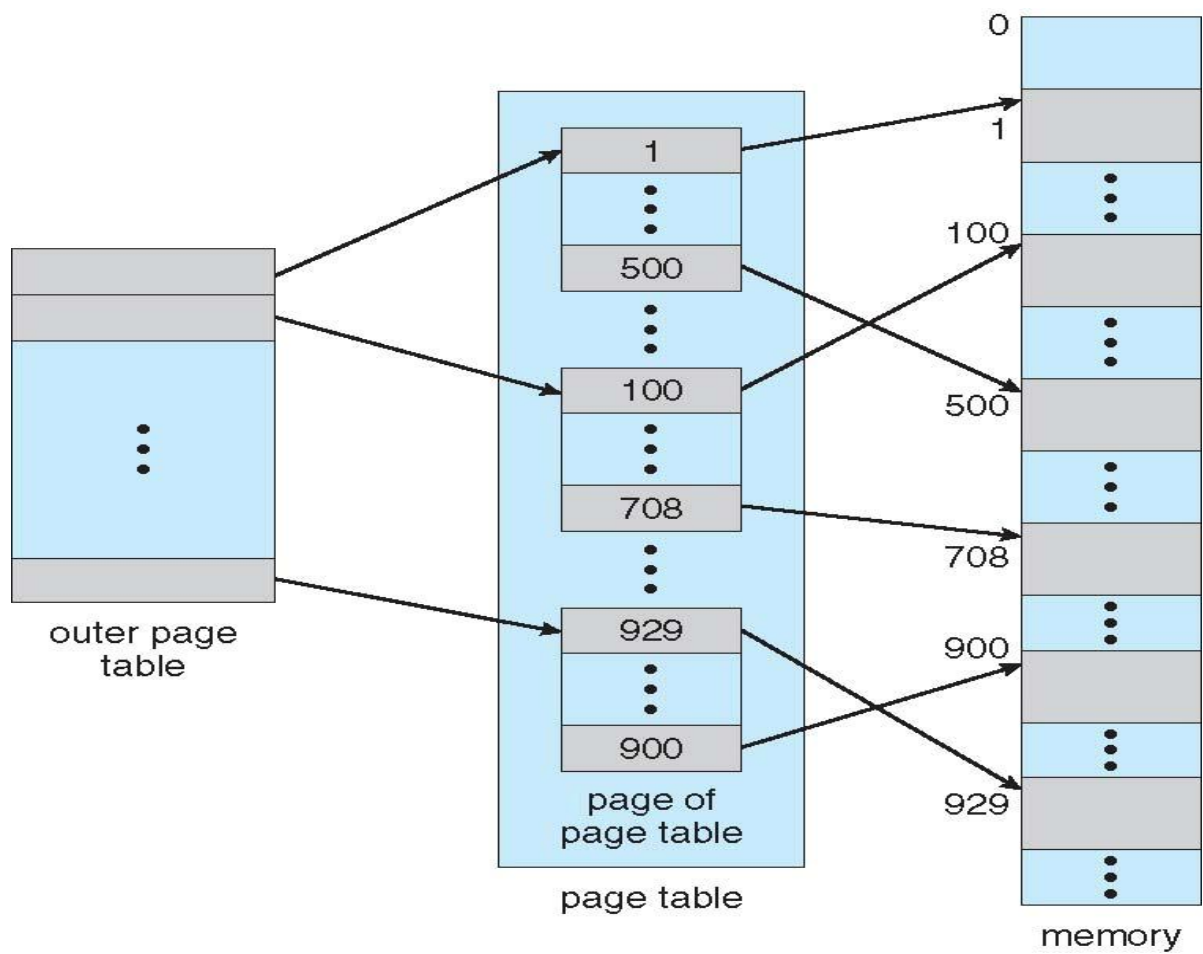 outer page
table
1
500
100
708
929
900
page of
page table
page table
0
1
100
500
708
900
929
memory